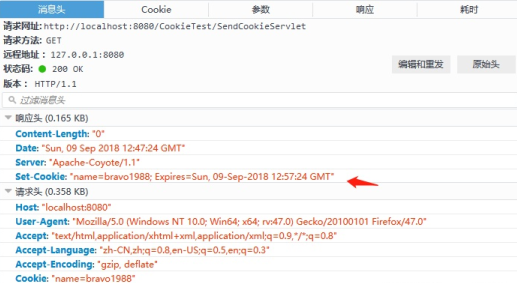 消息头 Cookie 参数 响应 耗时
请求网址: http://localhost:8080/CookieTest/SendCookieServlet
请求方法: GET
远程地址: 127.0.0.1:8080
状态码: 200 OK 编辑和重发 原始头
版本: HTTP/1.1
过滤消息头
响应头 (0.165 KB)
Content-Length: "0"
Date: "Sun, 09 Sep 2018 12:47:24 GMT"
Server: "Apache-Coyote/1.1"
Set-Cookie: "name=bravo1988; Expires=Sun, 09-Sep-2018 12:57:24 GMT"
请求头 (0.358 KB)
Host: "localhost:8080"
User-Agent: "Mozilla/5.0 (Windows NT 10.0; Win64; x64; rv:47.0) Gecko/20100101 Firefox/47.0"
Accept: "text/html,application/xhtml+xml,application/xml;q=0.9,*/*;q=0.8"
Accept-Language: "zh-CN,zh;q=0.8,en-US;q=0.5,en;q=0.3"
Accept-Encoding: "gzip, deflate"
Cookie: "name=bravo1988"